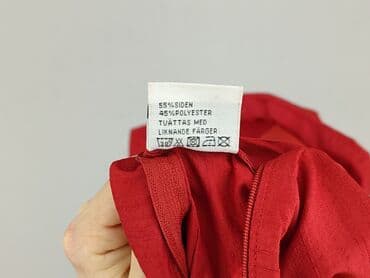 55%SIDEN
45%POLYESTER
TVÄTTAS MED
LIKNANDE FÄRGER